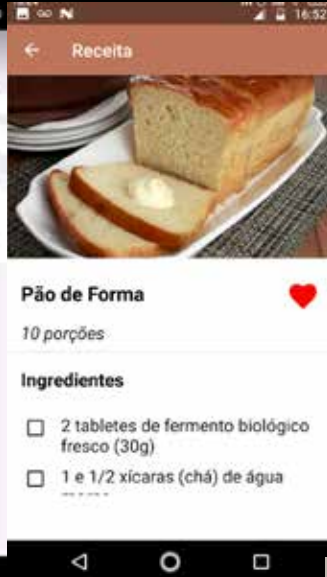 16:52
Receita
Pão de Forma
10 porções
Ingredientes
2 tabletes de fermento biológico
fresco (30g)
1 e 1/2 xícaras (chá) de água